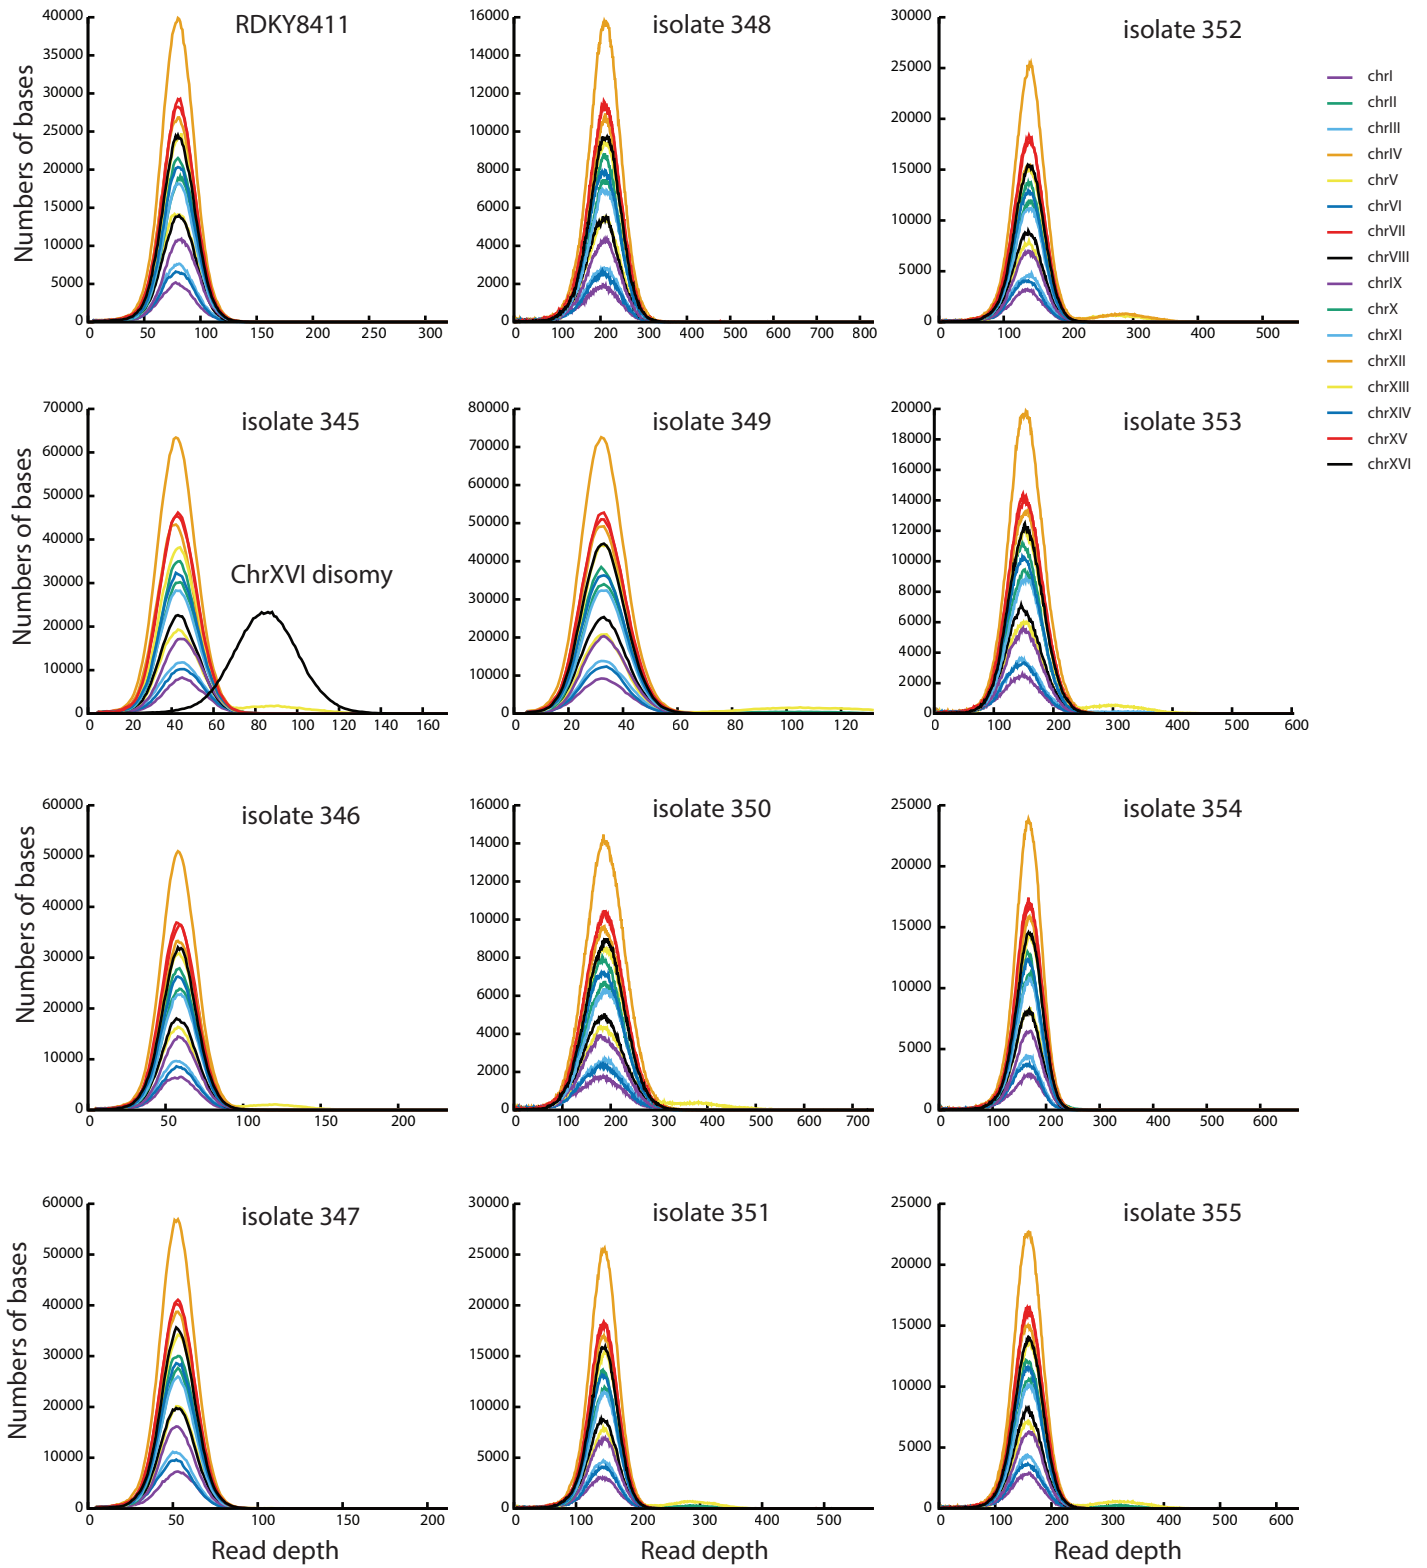 RDKY8411
Numbers of bases
40000
35000
30000
25000
20000
15000
10000
5000
0
0 50 100 150 200 250 300
isolate 348
16000
14000
12000
10000
8000
6000
4000
2000
0
0 100 200 300 400 500 600 700 800
isolate 352
30000
25000
20000
15000
10000
5000
0
0 100 200 300 400 500
chrI
chrII
chrIII
chrIV
chrV
chrVI
chrVII
chrVIII
chrIX
chrX
chrXI
chrXII
chrXIII
chrXIV
chrXV
chrXVI
isolate 345
ChrXVI disomy
Numbers of bases
70000
60000
50000
40000
30000
20000
10000
0
0 20 40 60 80 100 120 140 160
isolate 349
80000
70000
60000
50000
40000
30000
20000
10000
0
0 20 40 60 80 100 120
isolate 353
20000
18000
16000
14000
12000
10000
8000
6000
4000
2000
0
0 100 200 300 400 500 600
isolate 346
Numbers of bases
60000
50000
40000
30000
20000
10000
0
0 50 100 150 200
isolate 350
16000
14000
12000
10000
8000
6000
4000
2000
0
0 100 200 300 400 500 600 700
isolate 354
25000
20000
15000
10000
5000
0
0 100 200 300 400 500 600
isolate 347
Numbers of bases
60000
50000
40000
30000
20000
10000
0
0 50 100 150 200
Read depth
isolate 351
30000
25000
20000
15000
10000
5000
0
0 100 200 300 400 500
Read depth
isolate 355
25000
20000
15000
10000
5000
0
0 100 200 300 400 500 600
Read depth